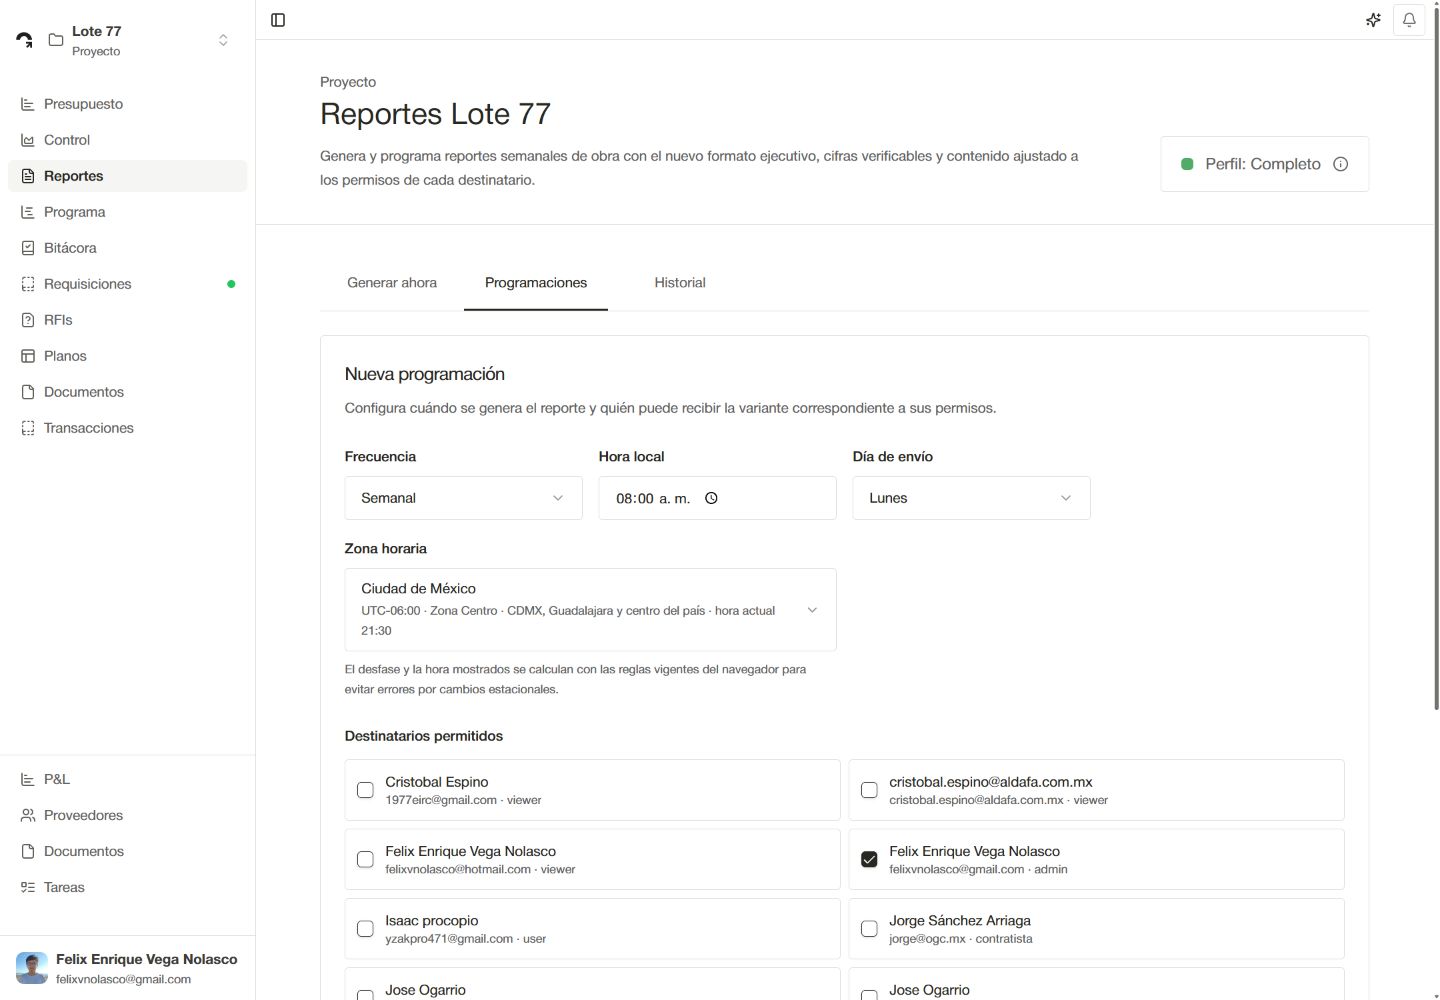 Lote 77
Proyecto
Presupuesto
Control
Reportes
Programa
Bitácora
Requisiciones
RFIs
Planos
Documentos
Transacciones
P&L
Proveedores
Documentos
Tareas
Felix Enrique Vega Nolasco
felixvnolasco@gmail.com
Proyecto
Reportes Lote 77
Genera y programa reportes semanales de obra con el nuevo formato ejecutivo, cifras verificables y contenido ajustado a
los permisos de cada destinatario.
Perfil: Completo
Generar ahora
Programaciones
Historial
Nueva programación
Configura cuándo se genera el reporte y quién puede recibir la variante correspondiente a sus permisos.
Frecuencia
Semanal
Hora local
08:00 a. m.
Día de envío
Lunes
Zona horaria
Ciudad de México
UTC-06:00 · Zona Centro · CDMX, Guadalajara y centro del país · hora actual
21:30
El desfase y la hora mostrados se calculan con las reglas vigentes del navegador para
evitar errores por cambios estacionales.
Destinatarios permitidos
Cristobal Espino
1977eirc@gmail.com · viewer
cristobal.espino@aldafa.com.mx
cristobal.espino@aldafa.com.mx · viewer
Felix Enrique Vega Nolasco
felixvnolasco@hotmail.com · viewer
Felix Enrique Vega Nolasco
felixvnolasco@gmail.com · admin
Isaac procopio
yzakpro471@gmail.com · user
Jorge Sánchez Arriaga
jorge@ogc.mx · contratista
Jose Ogarrio
Jose Ogarrio